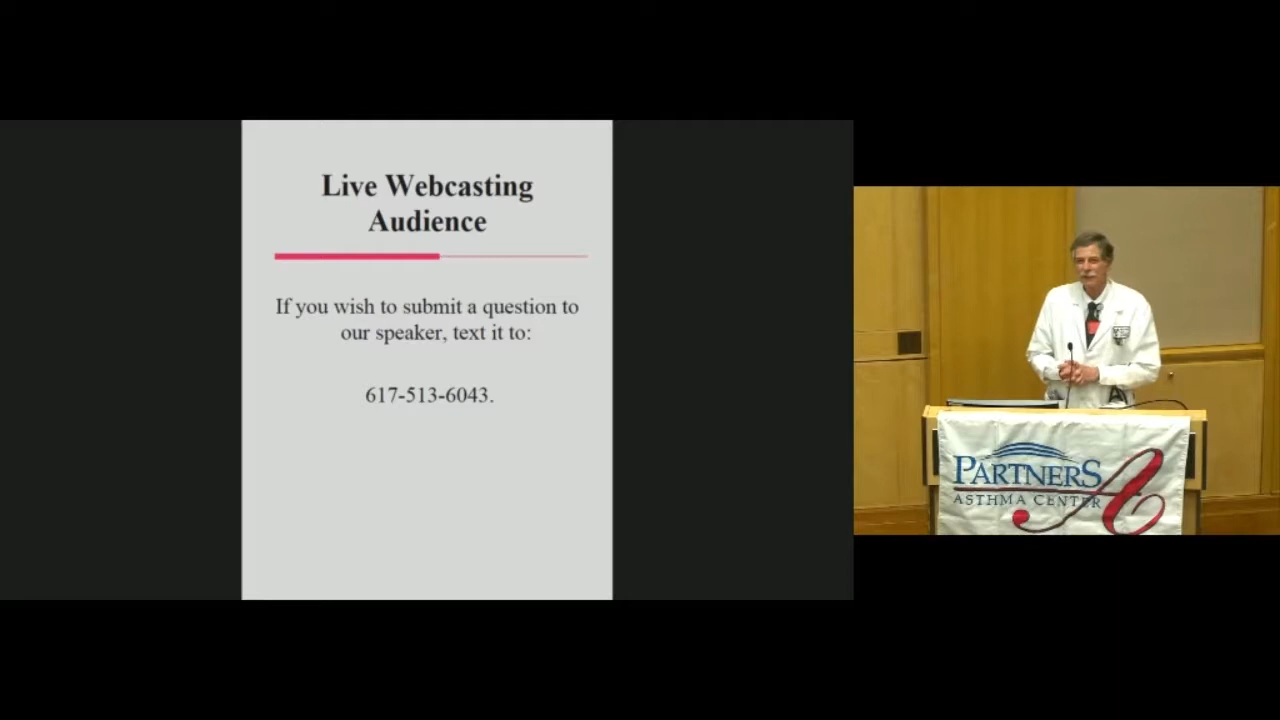 Live Webcasting
Audience
If you wish to submit a question to
our speaker, text it to:
617-513-6043.
PARTNERS
ASTHMA CENTER
A